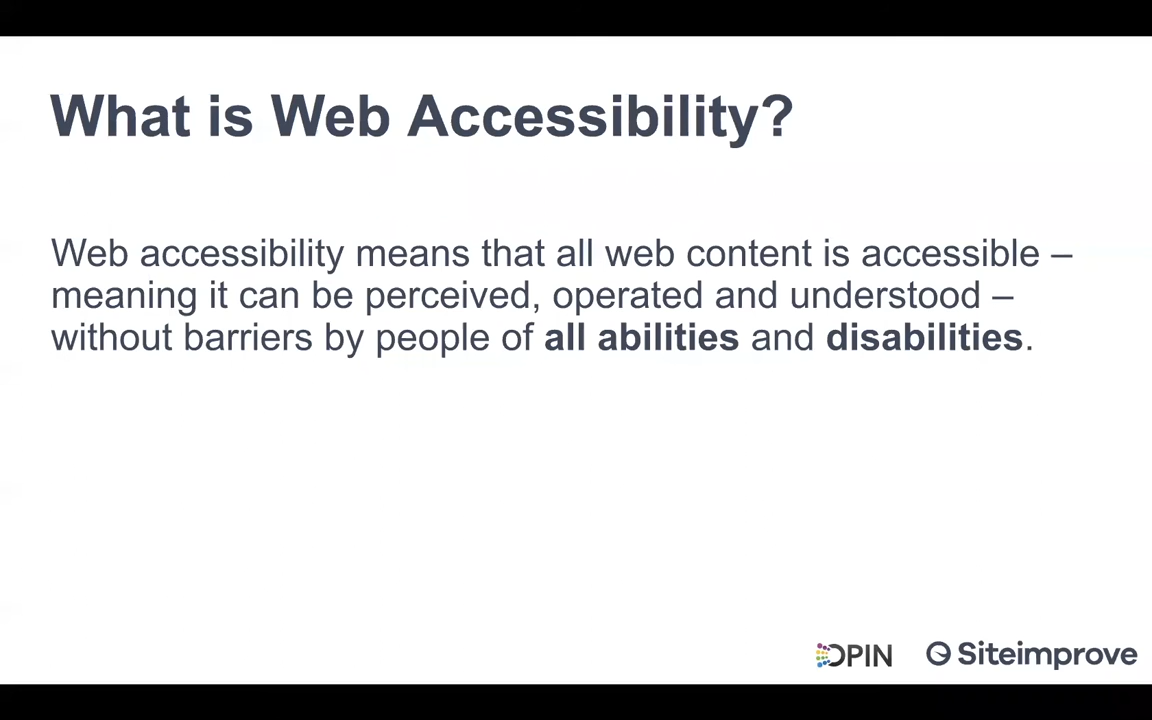 What is Web Accessibility?
Web accessibility means that all web content is accessible –
meaning it can be perceived, operated and understood –
without barriers by people of all abilities and disabilities.
OPIN
Siteimprove